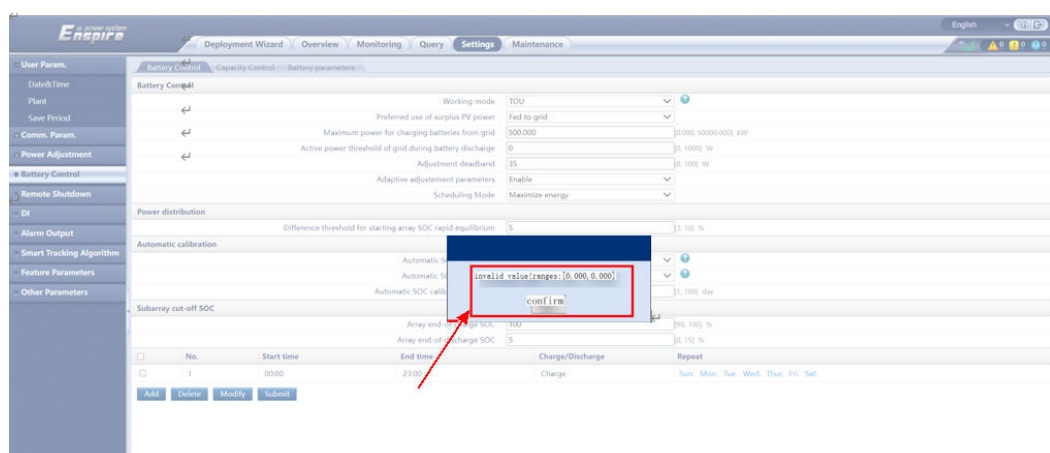 Enspire
English
Deployment Wizard Overview Monitoring Query Settings Maintenance
0 0 0
User Param.
Date&Time
Plant
Save Period
Comm. Param.
Power Adjustment
Battery Control
Remote Shutdown
DI
Alarm Output
Smart Tracking Algorithm
Feature Parameters
Other Parameters
Battery Control Capacity Control Battery parameters
Battery Control
Working mode TOU
Preferred use of surplus PV power Fed to grid
Maximum power for charging batteries from grid 500.000 [0.000, 50000.000] kW
Active power threshold of grid during battery discharge 0 [0, 1000] W
Adjustment deadband 35 [0, 100] W
Adaptive adjustement parameters Enable
Scheduling Mode Maximize energy
Power distribution
Difference threshold for starting array SOC rapid equilibrium 5 [3, 10] %
Automatic calibration
Automatic S
Automatic S
Automatic SOC calib [1, 180] day
invalid value!ranges:[0.000,0.000]
confirm
Subarray cut-off SOC
Array end-of-charge SOC 100 [90, 100] %
Array end-of-discharge SOC 5 [0, 15] %
No. Start time End time Charge/Discharge Repeat
1 00:00 23:00 Charge Sun. Mon. Tue. Wed. Thur. Fri. Sat.
Add Delete Modify Submit